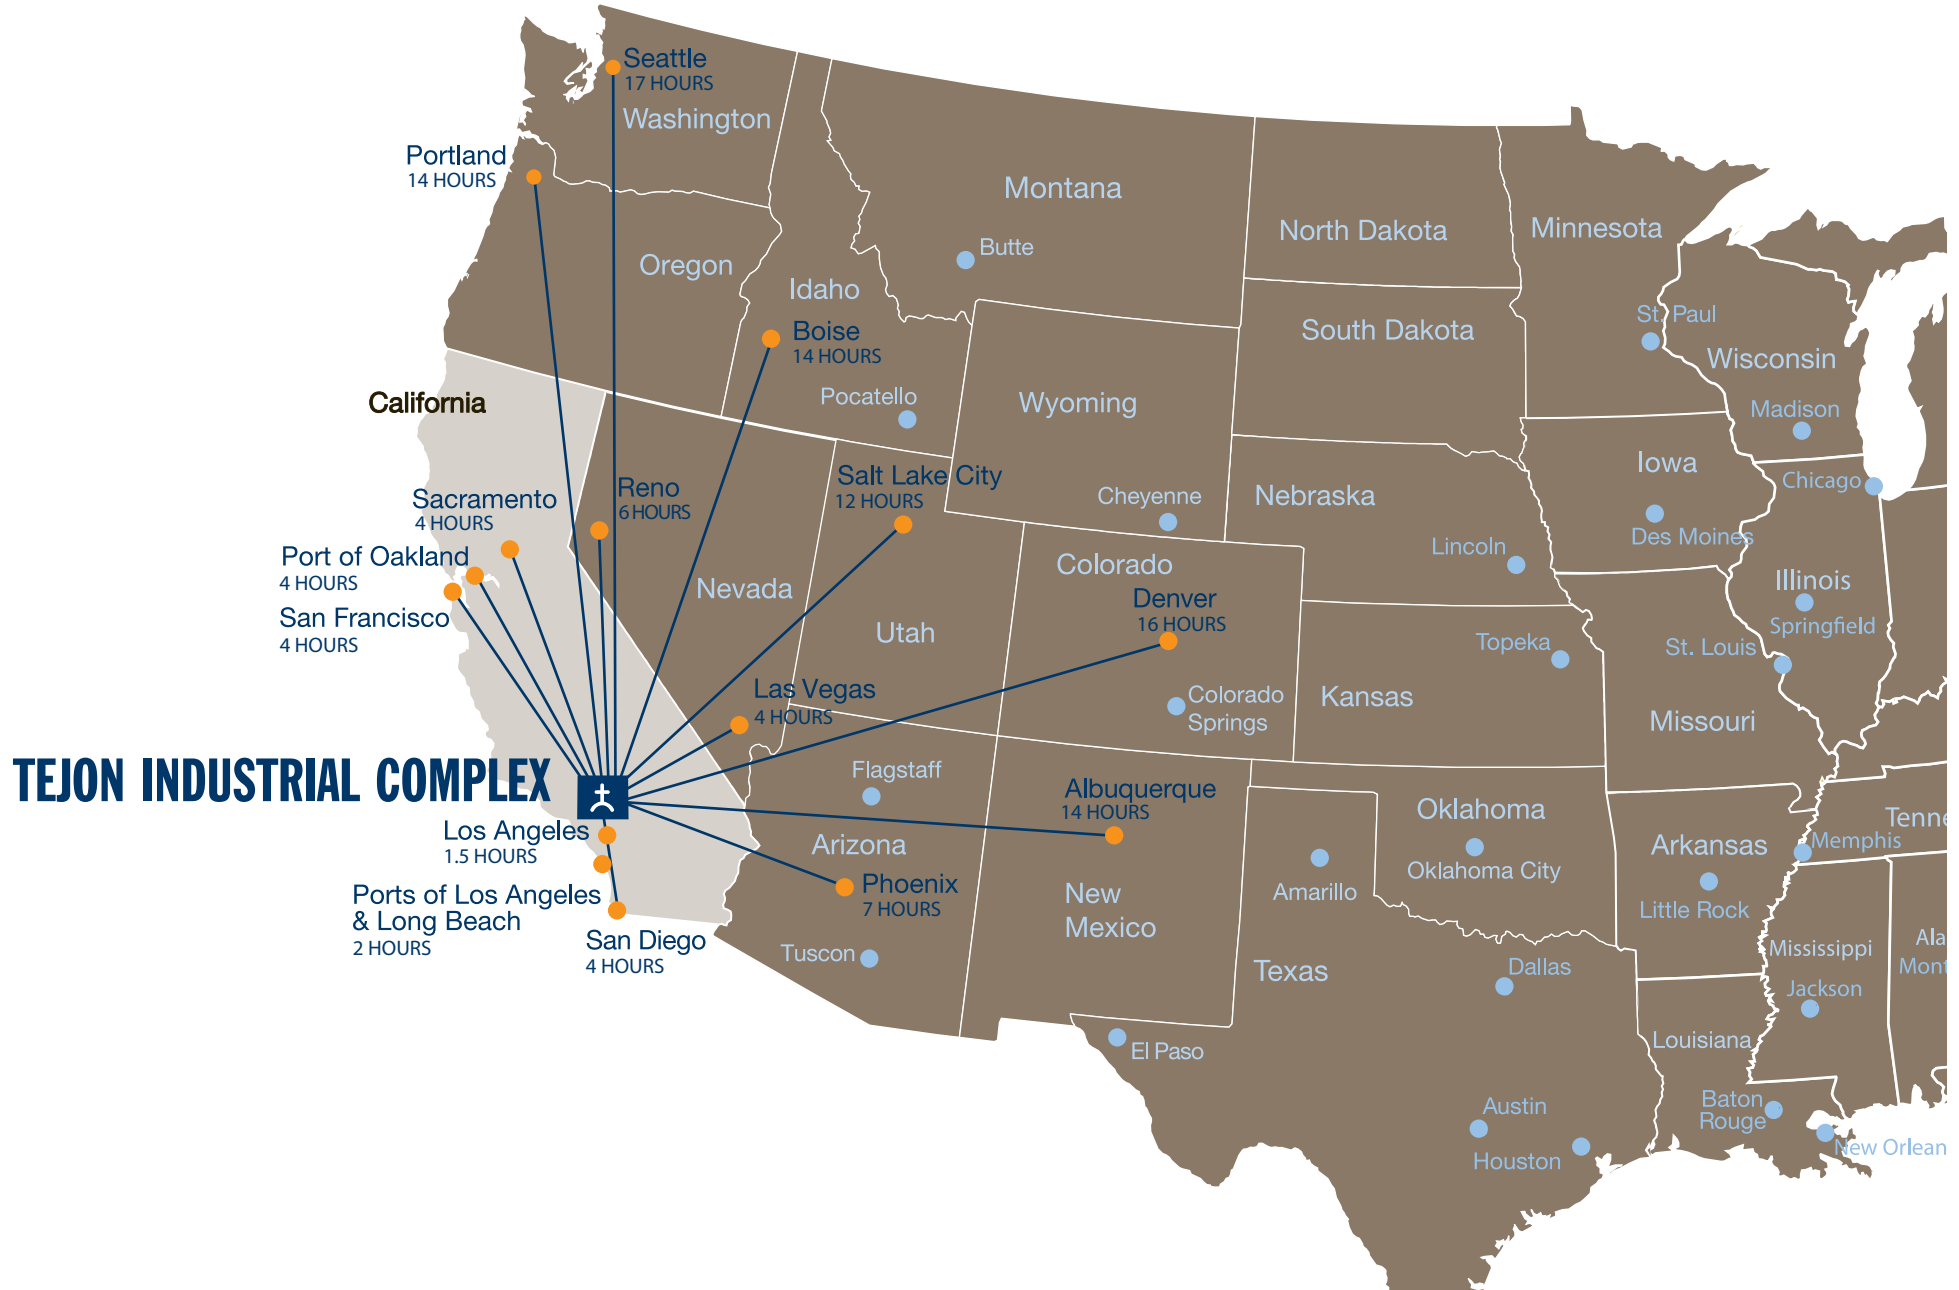 Seattle
17 HOURS
Washington
Portland
14 HOURS
Montana
North Dakota
Minnesota
Oregon
Butte
Idaho
Boise
14 HOURS
South Dakota
St. Paul
Wisconsin
California
Pocatello
Wyoming
Madison
Iowa
Salt Lake City
12 HOURS
Reno
6 HOURS
Sacramento
4 HOURS
Cheyenne
Nebraska
Chicago
Des Moines
Lincoln
Port of Oakland
4 HOURS
San Francisco
4 HOURS
Nevada
Utah
Colorado
Denver
16 HOURS
Illinois
Springfield
Topeka
St. Louis
Las Vegas
4 HOURS
Colorado
Springs
Kansas
Missouri
TEJON INDUSTRIAL COMPLEX
Flagstaff
Albuquerque
14 HOURS
Oklahoma
Oklahoma City
Tenne
Memphis
Los Angeles
1.5 HOURS
Arizona
Arkansas
Little Rock
Amarillo
Phoenix
7 HOURS
Ports of Los Angeles
& Long Beach
2 HOURS
New
Mexico
San Diego
4 HOURS
Tuscon
Texas
Dallas
Mississippi
Jackson
Ala
Mont
El Paso
Louisiana
Austin
Houston
Baton
Rouge
New Orlean